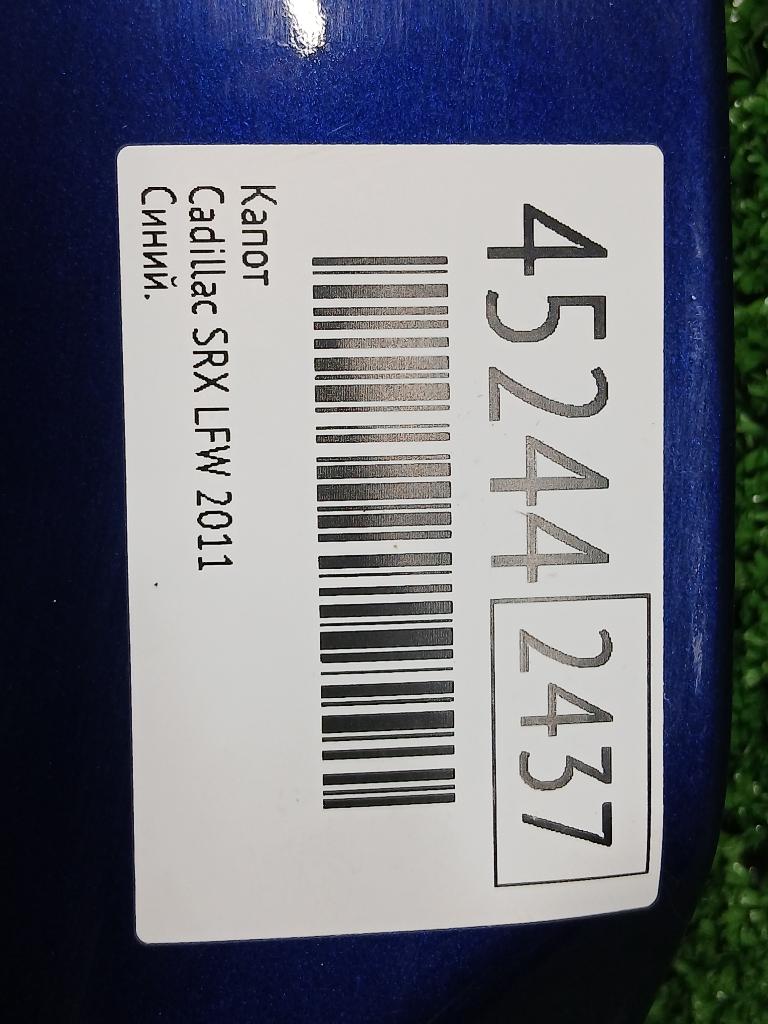 45244 2437
Капот
Cadillac SRX LFW 2011
Синий.